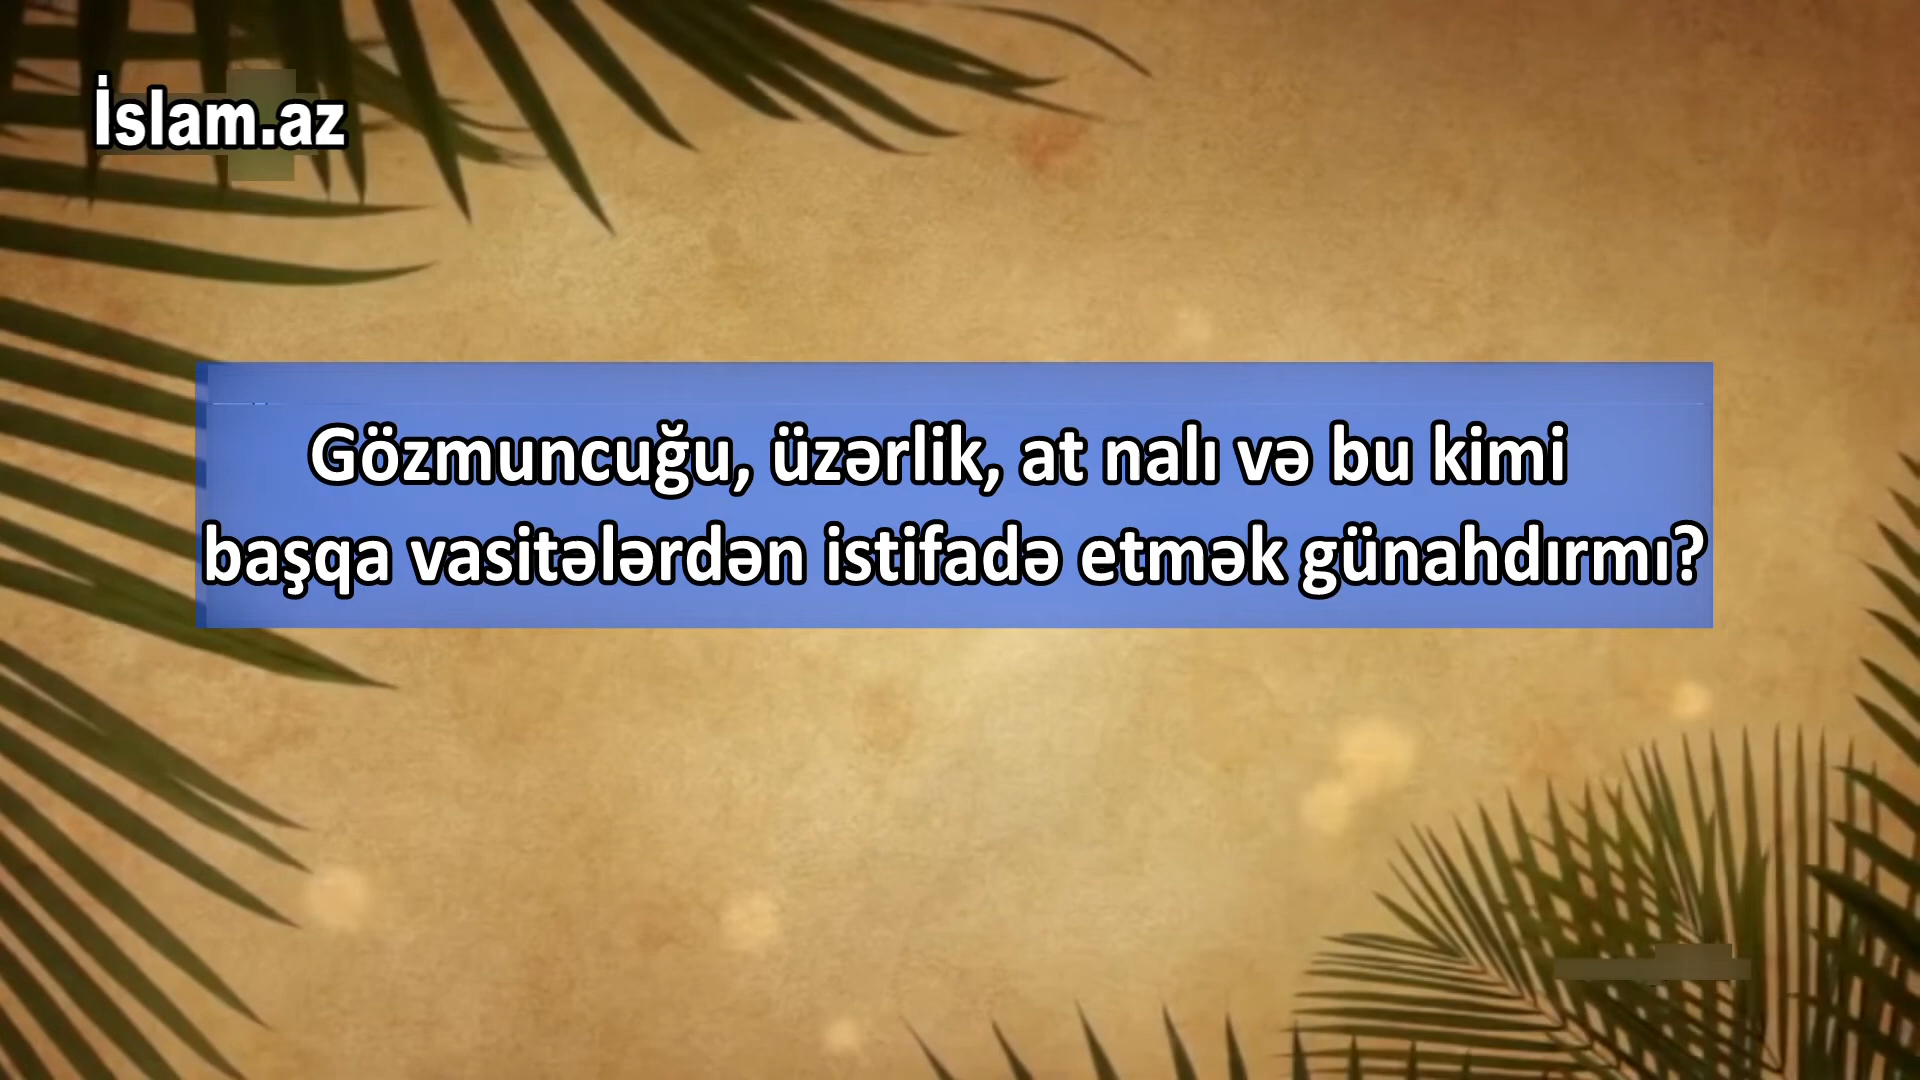 İslam.az
Gözmuncuğu, üzərlik, at nalı və bu kimi
başqa vasitələrdən istifadə etmək günahdırmı?